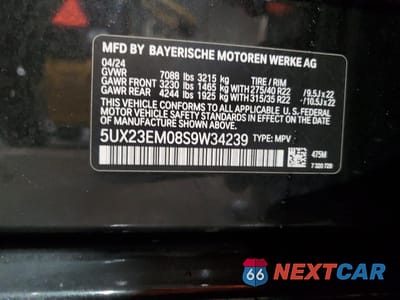 MFD BY BAYERISCHE MOTOREN WERKE AG
04/24
GVWR 7088 lbs 3215 kg TIRE / RIM
GAWR FRONT 3230 lbs 1465 kg 275/40 R22 / 9.5J x 22
GAWR REAR 4244 lbs 1925 kg 315/35 R22 / 10.5J x 22
THIS VEHICLE CONFORMS TO ALL APPLICABLE U.S. FEDERAL
MOTOR VEHICLE SAFETY STANDARDS IN EFFECT
ON THE DATE OF MANUFACTURE SHOWN ABOVE.
5UX23EM08S9W34239 TYPE: MPV
475M
7 320 720
66 NEXTCAR